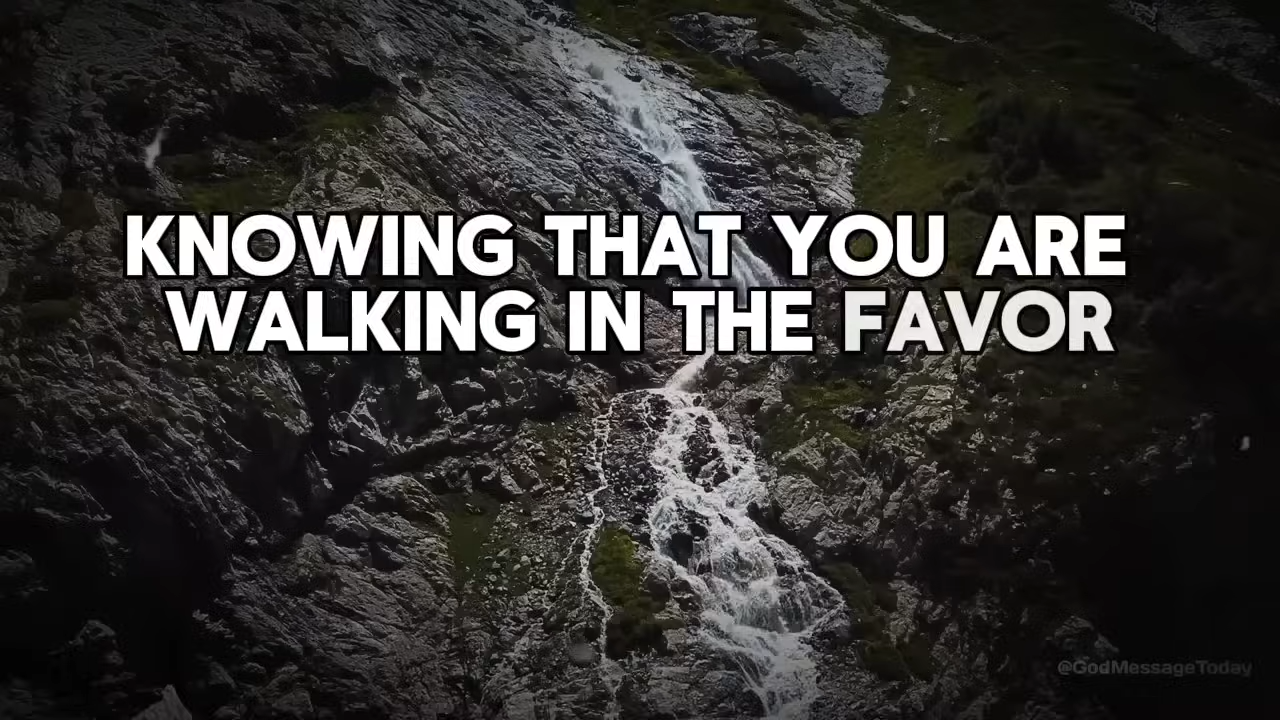 KNOWING THAT YOU ARE
WALKING IN THE FAVOR
@GodMessageToday